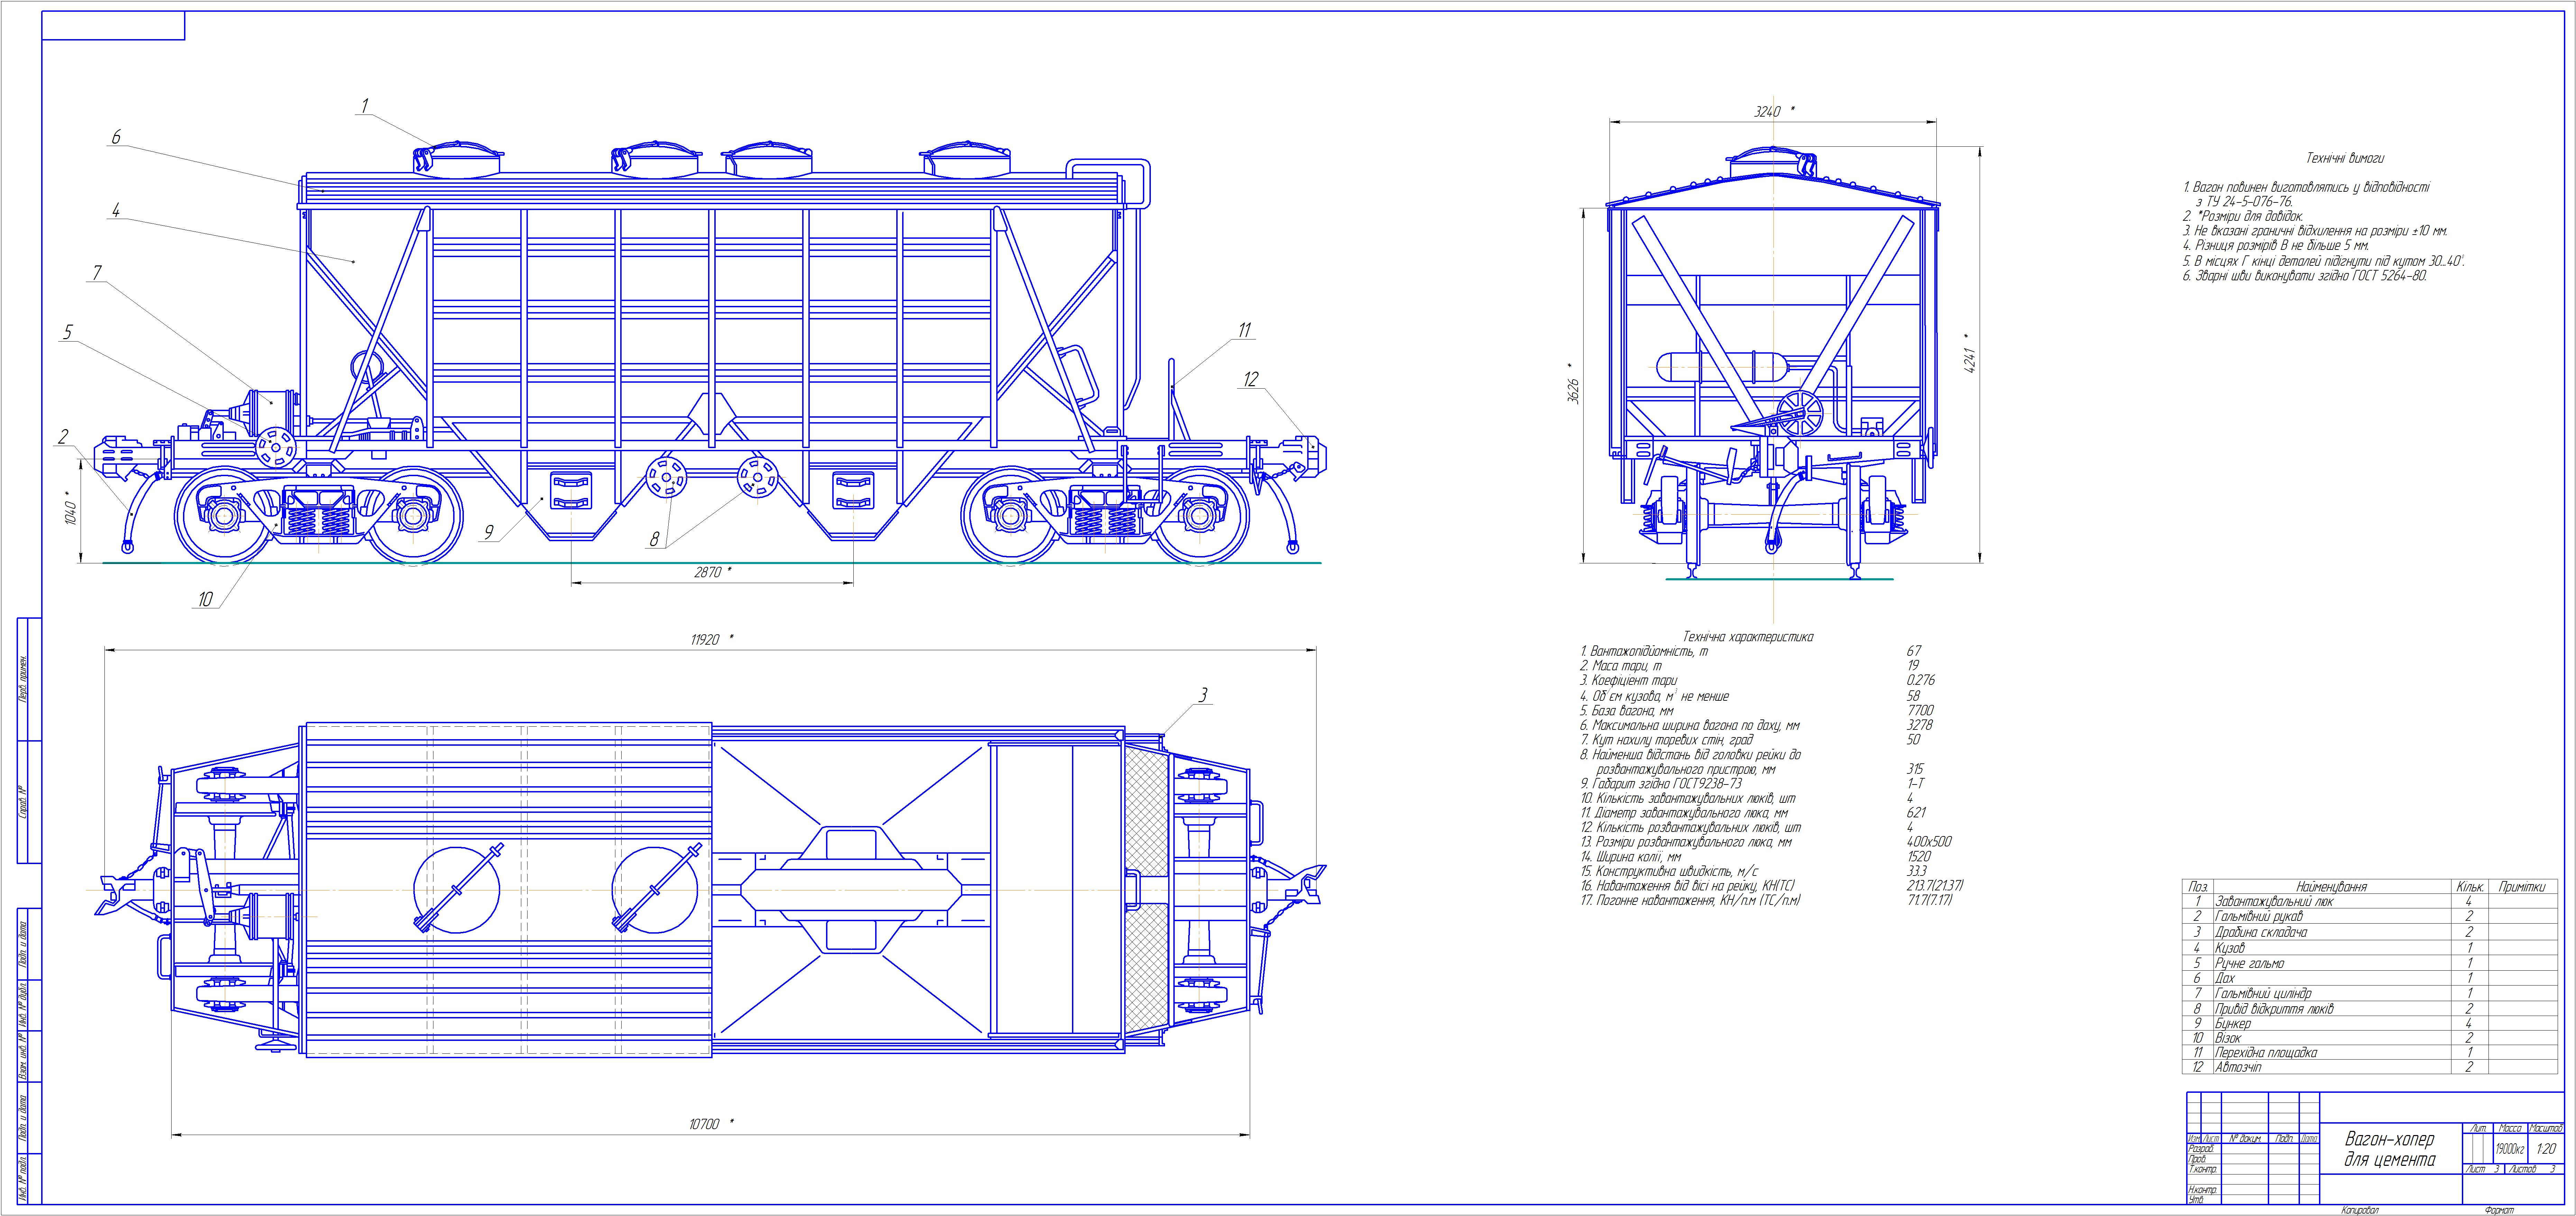 1
6
4
7
5
2
1040 *
10
9
8
2870 *
11
12
3240 *
3626 *
4241 *
Технічні вимоги
1. Вагон повинен виготовлятись у відповідності
з ТУ 24-5-076-76.
2. *Розміри для довідок.
3. Не вказані граничні відхилення на розміри ±10 мм.
4. Різниця розмірів В не більше 5 мм.
5. В місцях Г кінці деталей підігнути під кутом 30...40°.
6. Зварні шви виконувати згідно ГОСТ 5264-80.
11920 *
3
10700 *
Технічна характеристика
1. Вантажопідйомність, т 67
2. Маса тари, т 19
3. Коефіцієнт тари 0.276
4. Об'єм кузова, м³ не менше 58
5. База вагона, мм 7700
6. Максимальна ширина вагона по даху, мм 3278
7. Кут нахилу торевих стін, град 50
8. Найменша відстань від головки рейки до
розвантажувального пристрою, мм 315
9. Габарит згідно ГОСТ9238-73 1-Т
10. Кількість завантажувальних люків, шт 4
11. Діаметр завантажувального люка, мм 621
12. Кількість розвантажувальних люків, шт 4
13. Розміри розвантажувального люка, мм 400х500
14. Ширина колії, мм 1520
15. Конструктивна швидкість, м/с 33.3
16. Навантаження від вісі на рейку, КН(ТС) 213.7(21.37)
17. Погонне навантаження, КН/п.м (ТС/п.м) 71.7(7.17)
Поз. Найменування Кільк. Примітки
1 Завантажувальний люк 4
2 Гальмівний рукав 2
3 Драбина складача 2
4 Кузов 1
5 Ручне гальмо 1
6 Дах 1
7 Гальмівний циліндр 1
8 Привід відкриття люків 2
9 Бункер 4
10 Візок 2
11 Перехідна площадка 1
12 Автозчіп 2
Изм. Лист № докум. Подп. Дата
Разраб.
Пров.
Т.контр.
Н.контр.
Утв.
Вагон-хопер
для цемента
Лит. Масса Масштаб
19000кг 1:20
Лист 3 Листов 3
Копировал Формат
Перв. примен.
Справ. №
Подп. и дата
Инв. № дубл.
Взам. инв. №
Подп. и дата
Инв. № подл.